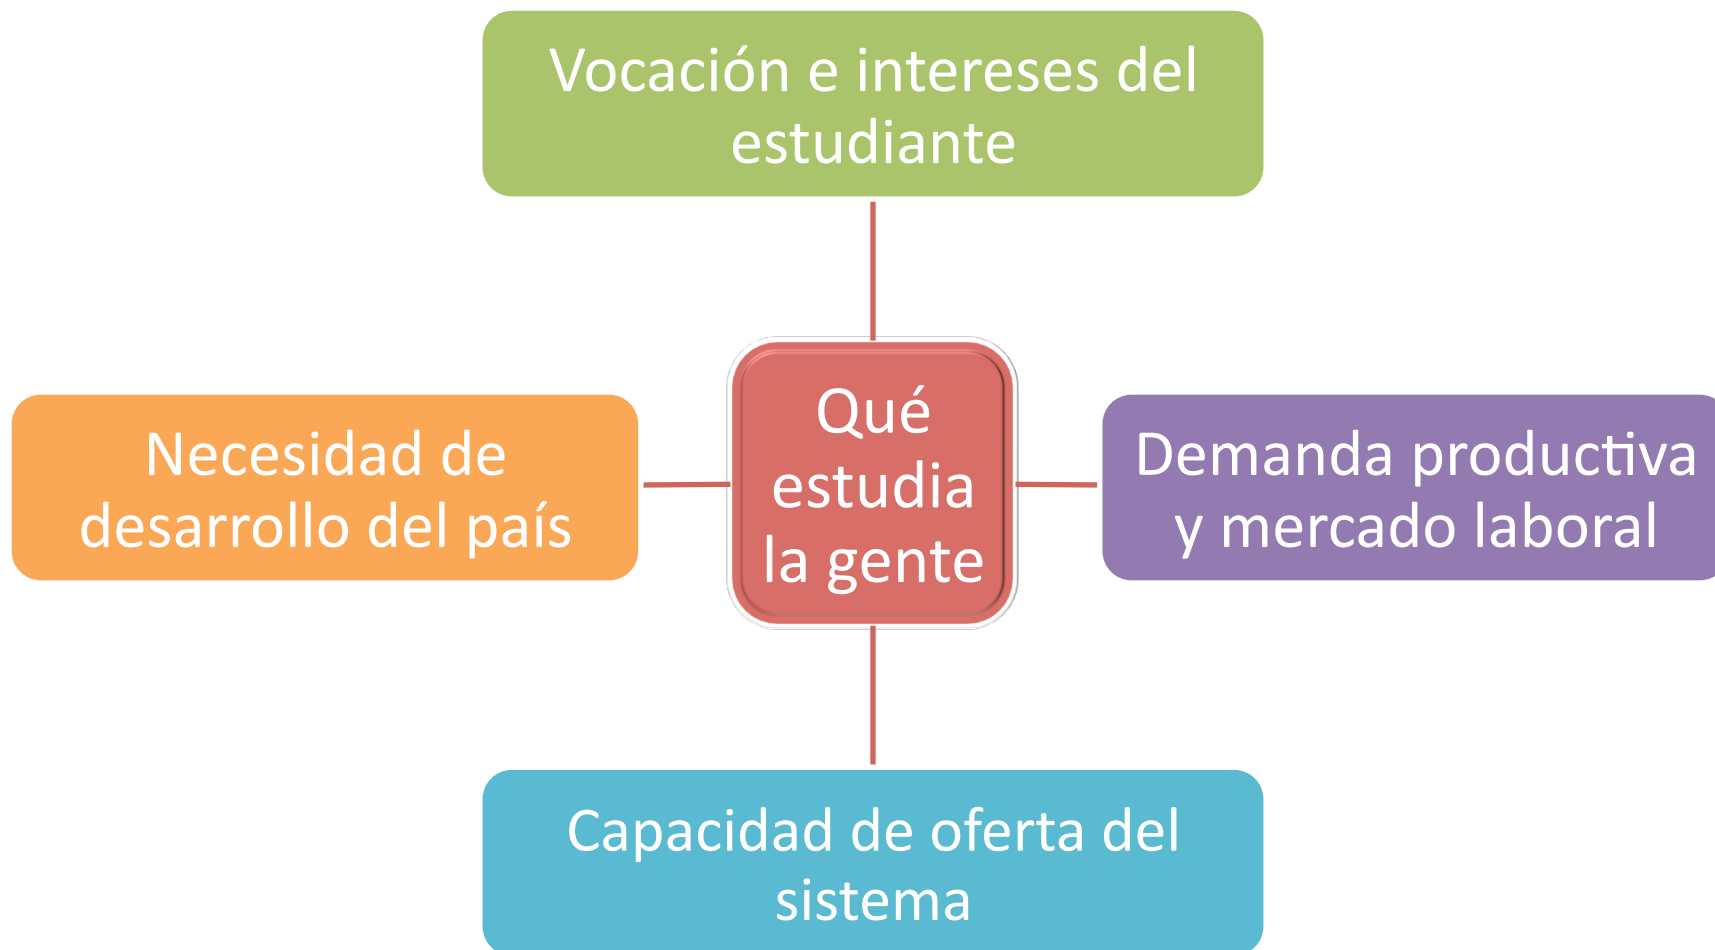 Vocación e intereses del
estudiante
Necesidad de
desarrollo del país
Qué
estudia
la gente
Demanda productiva
y mercado laboral
Capacidad de oferta del
sistema